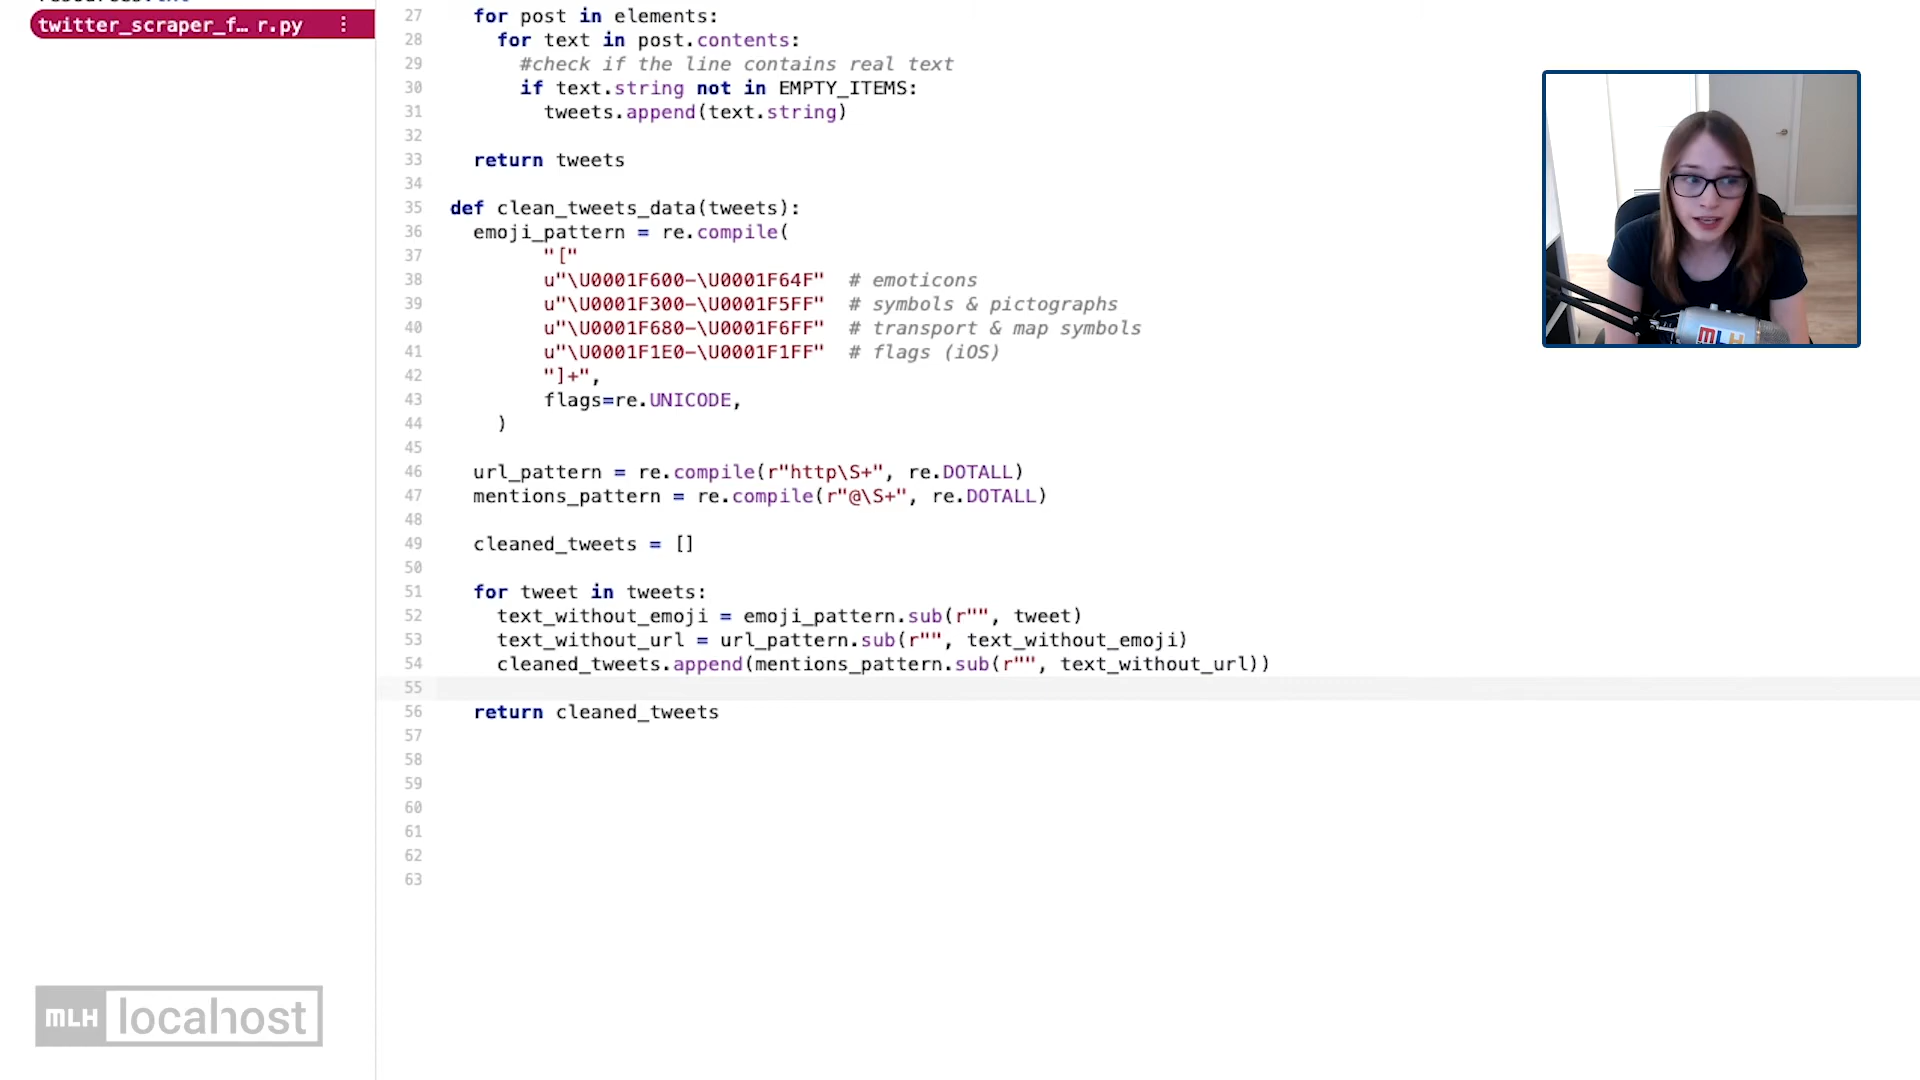 twitter_scraper_f… r.py
27 for post in elements:
28 for text in post.contents:
29 #check if the line contains real text
30 if text.string not in EMPTY_ITEMS:
31 tweets.append(text.string)
32
33 return tweets
34
35 def clean_tweets_data(tweets):
36 emoji_pattern = re.compile(
37 "["
38 u"\U0001F600-\U0001F64F" # emoticons
39 u"\U0001F300-\U0001F5FF" # symbols & pictographs
40 u"\U0001F680-\U0001F6FF" # transport & map symbols
41 u"\U0001F1E0-\U0001F1FF" # flags (iOS)
42 "]+",
43 flags=re.UNICODE,
44 )
45
46 url_pattern = re.compile(r"http\S+", re.DOTALL)
47 mentions_pattern = re.compile(r"@\S+", re.DOTALL)
48
49 cleaned_tweets = []
50
51 for tweet in tweets:
52 text_without_emoji = emoji_pattern.sub(r"", tweet)
53 text_without_url = url_pattern.sub(r"", text_without_emoji)
54 cleaned_tweets.append(mentions_pattern.sub(r"", text_without_url))
55
56 return cleaned_tweets
57
58
59
60
61
62
63
MLH locahost